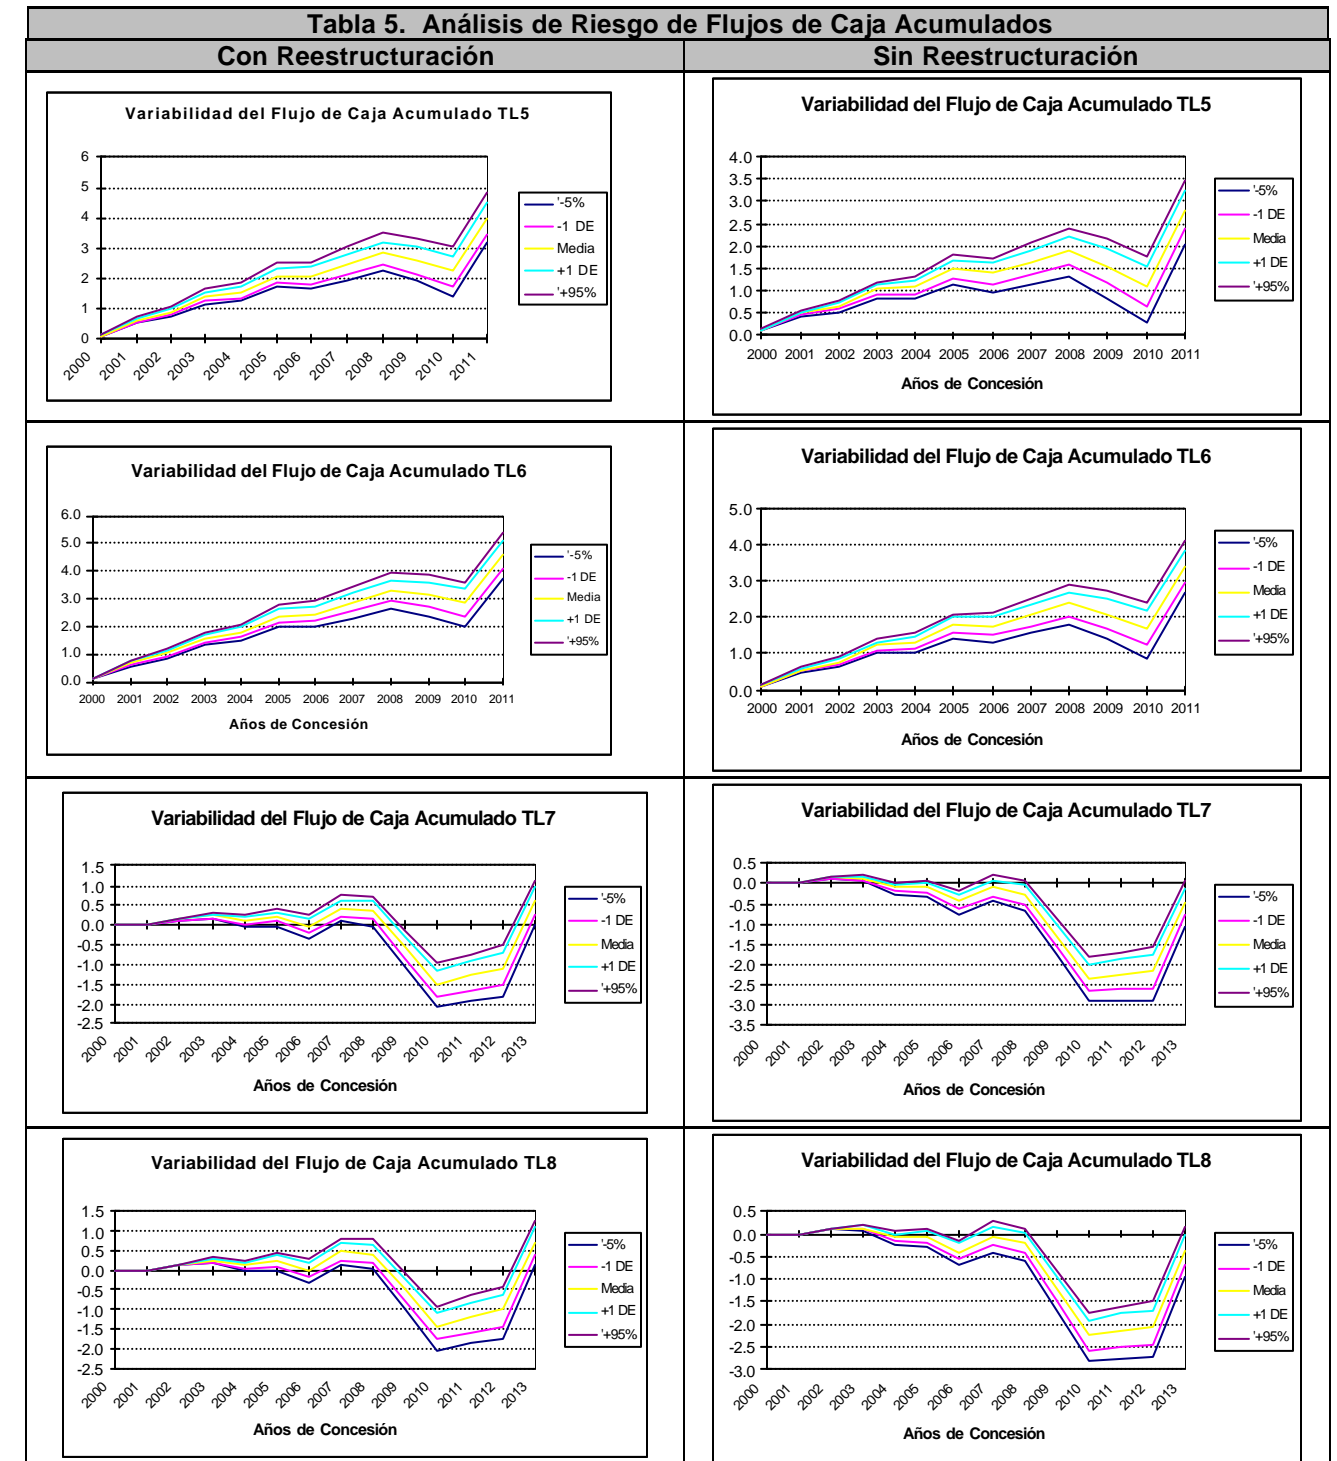 Tabla 5. Análisis de Riesgo de Flujos de Caja Acumulados
Con Reestructuración
Sin Reestructuración
Variabilidad del Flujo de Caja Acumulado TL5
6
5
4
3
2
1
0
2000 2001 2002 2003 2004 2005 2006 2007 2008 2009 2010 2011
'-5%
-1 DE
Media
+1 DE
'+95%
Variabilidad del Flujo de Caja Acumulado TL5
4.0
3.5
3.0
2.5
2.0
1.5
1.0
0.5
0.0
2000 2001 2002 2003 2004 2005 2006 2007 2008 2009 2010 2011
Años de Concesión
'-5%
-1 DE
Media
+1 DE
'+95%
Variabilidad del Flujo de Caja Acumulado TL6
6.0
5.0
4.0
3.0
2.0
1.0
0.0
2000 2001 2002 2003 2004 2005 2006 2007 2008 2009 2010 2011
Años de Concesión
'-5%
-1 DE
Media
+1 DE
'+95%
Variabilidad del Flujo de Caja Acumulado TL6
5.0
4.0
3.0
2.0
1.0
0.0
2000 2001 2002 2003 2004 2005 2006 2007 2008 2009 2010 2011
Años de Concesión
'-5%
-1 DE
Media
+1 DE
'+95%
Variabilidad del Flujo de Caja Acumulado TL7
1.5
1.0
0.5
0.0
-0.5
-1.0
-1.5
-2.0
-2.5
2000 2001 2002 2003 2004 2005 2006 2007 2008 2009 2010 2011 2012 2013
Años de Concesión
'-5%
-1 DE
Media
+1 DE
'+95%
Variabilidad del Flujo de Caja Acumulado TL7
0.5
0.0
-0.5
-1.0
-1.5
-2.0
-2.5
-3.0
-3.5
2000 2001 2002 2003 2004 2005 2006 2007 2008 2009 2010 2011 2012 2013
Años de Concesión
'-5%
-1 DE
Media
+1 DE
'+95%
Variabilidad del Flujo de Caja Acumulado TL8
1.5
1.0
0.5
0.0
-0.5
-1.0
-1.5
-2.0
-2.5
2000 2001 2002 2003 2004 2005 2006 2007 2008 2009 2010 2011 2012 2013
Años de Concesión
'-5%
-1 DE
Media
+1 DE
'+95%
Variabilidad del Flujo de Caja Acumulado TL8
0.5
0.0
-0.5
-1.0
-1.5
-2.0
-2.5
-3.0
2000 2001 2002 2003 2004 2005 2006 2007 2008 2009 2010 2011 2012 2013
Años de Concesión
'-5%
-1 DE
Media
+1 DE
'+95%